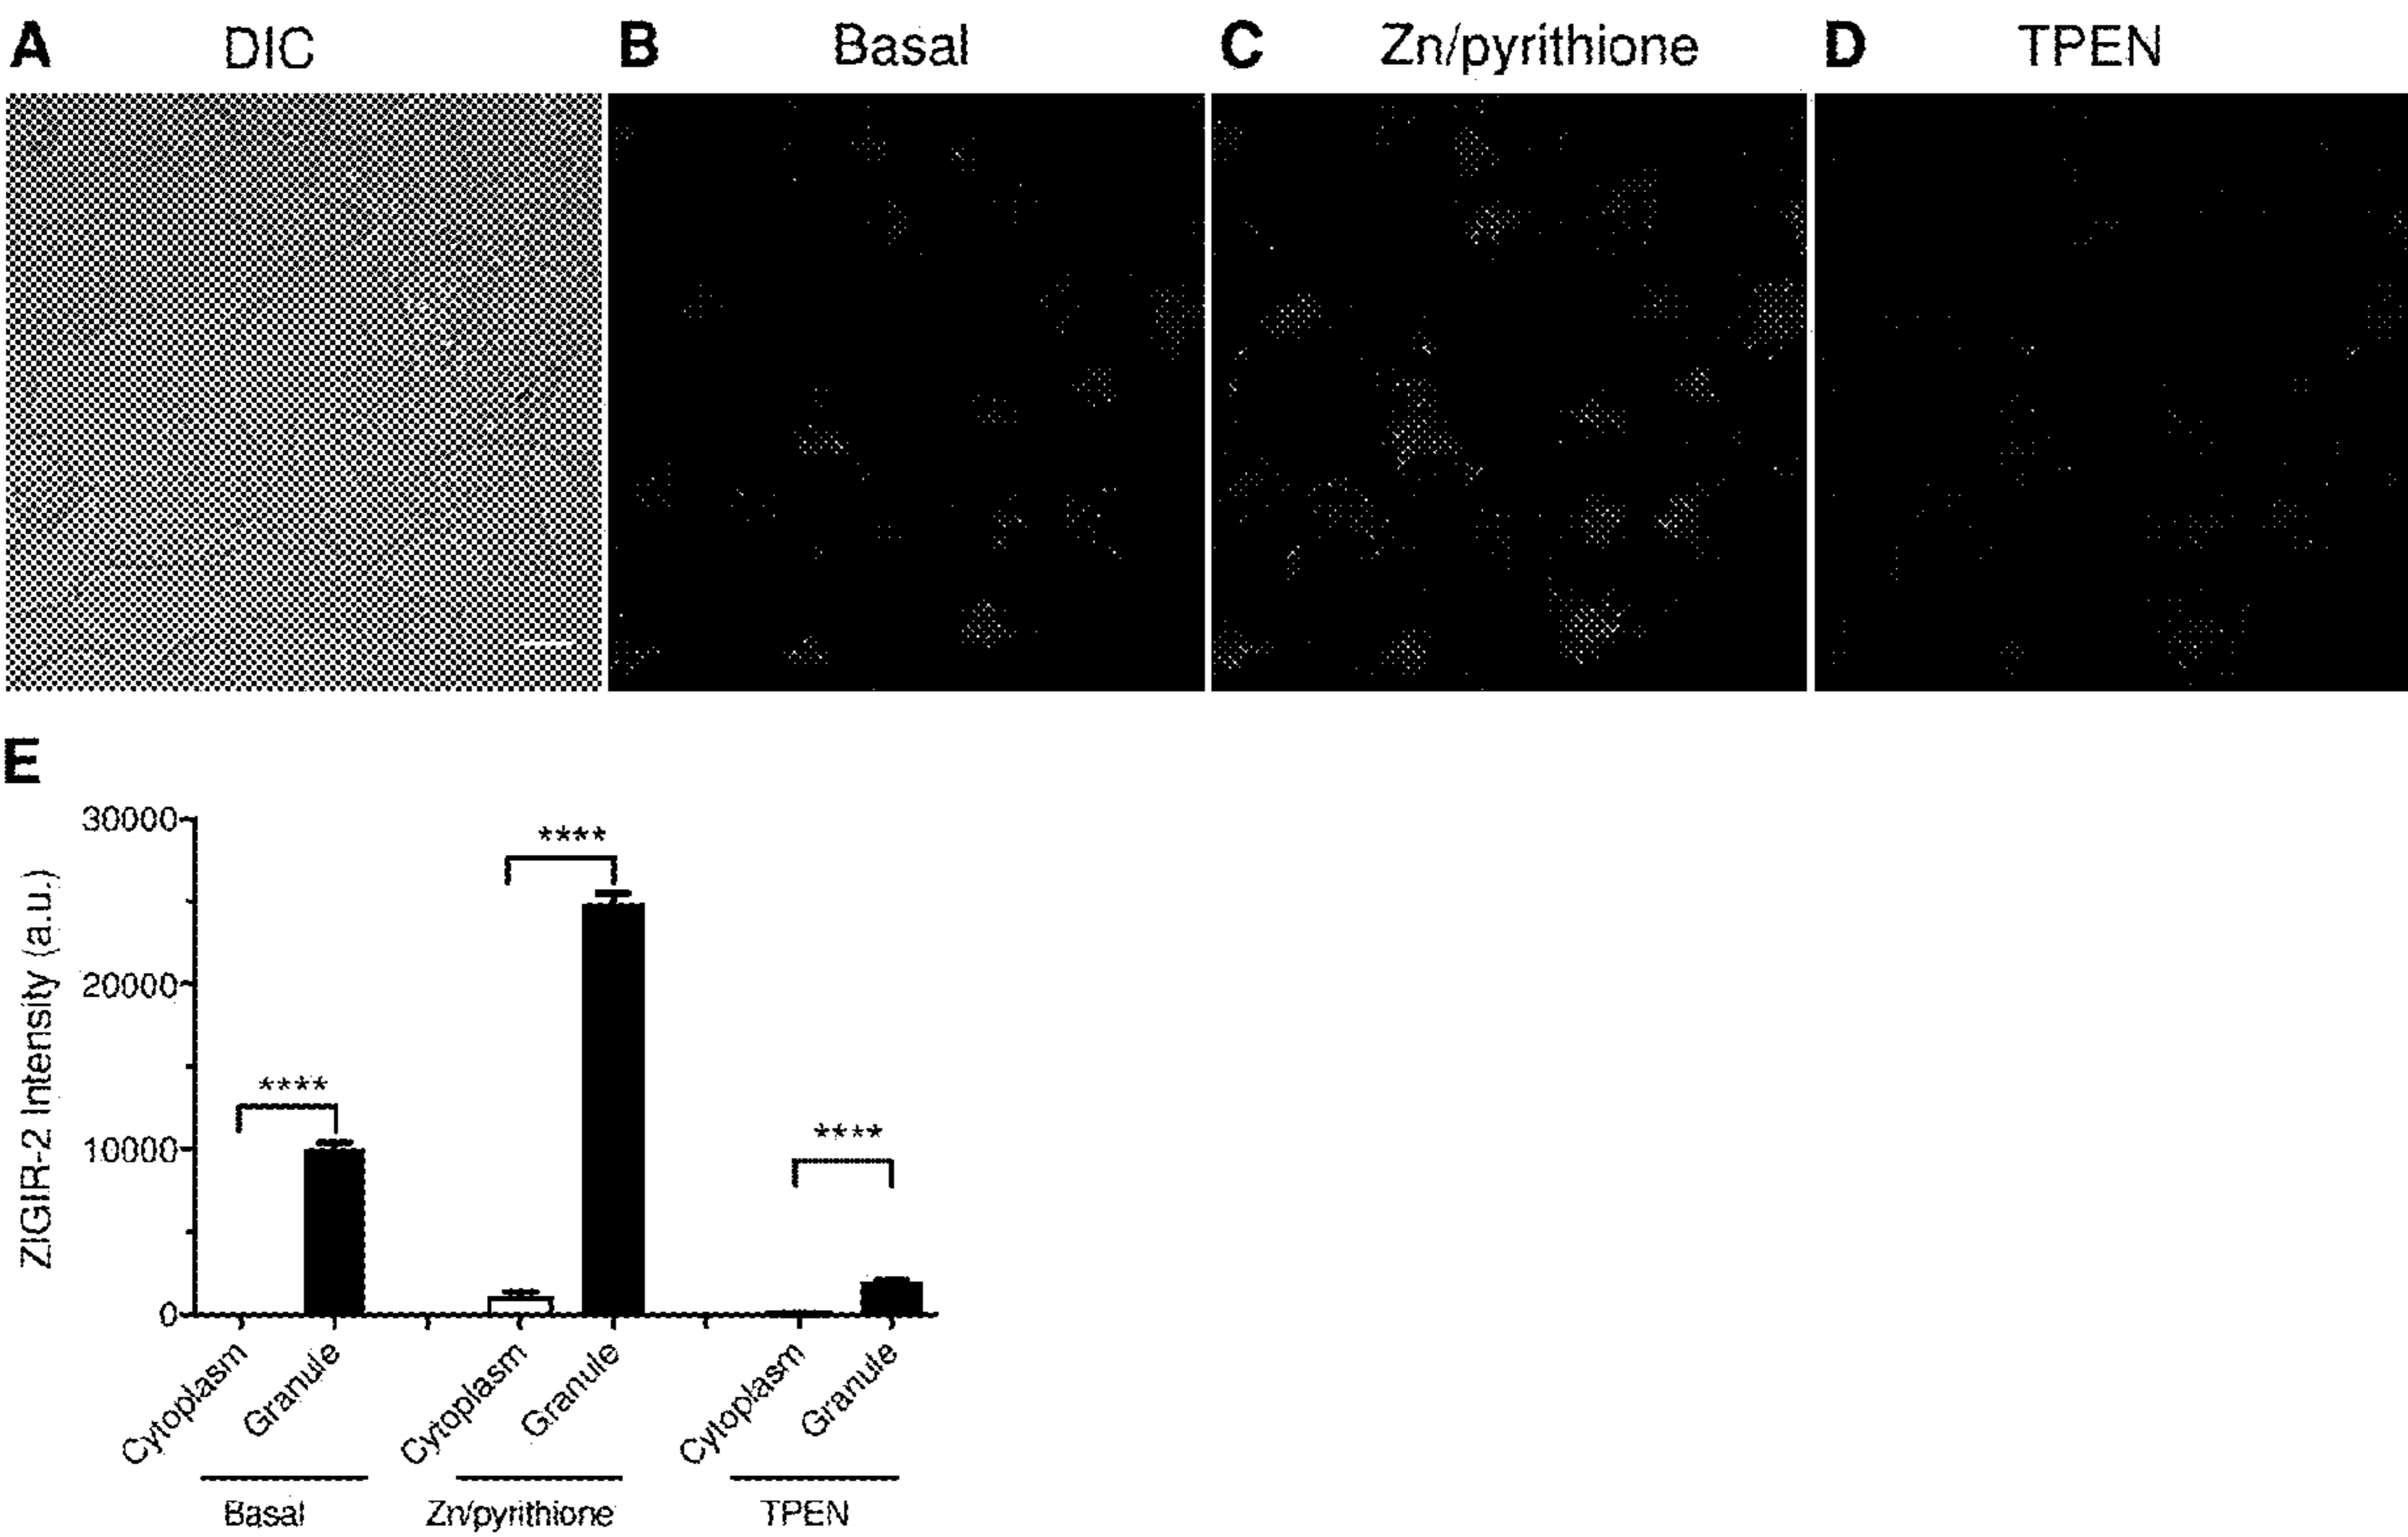 A DIC B Basal C Zn/pyrithione D TPEN
E
30000
20000
10000
0
ZIGIR-2 Intensity (a.u.)
****
****
****
Cytoplasm Granule Cytoplasm Granule Cytoplasm Granule
Basal Zn/pyrithione TPEN